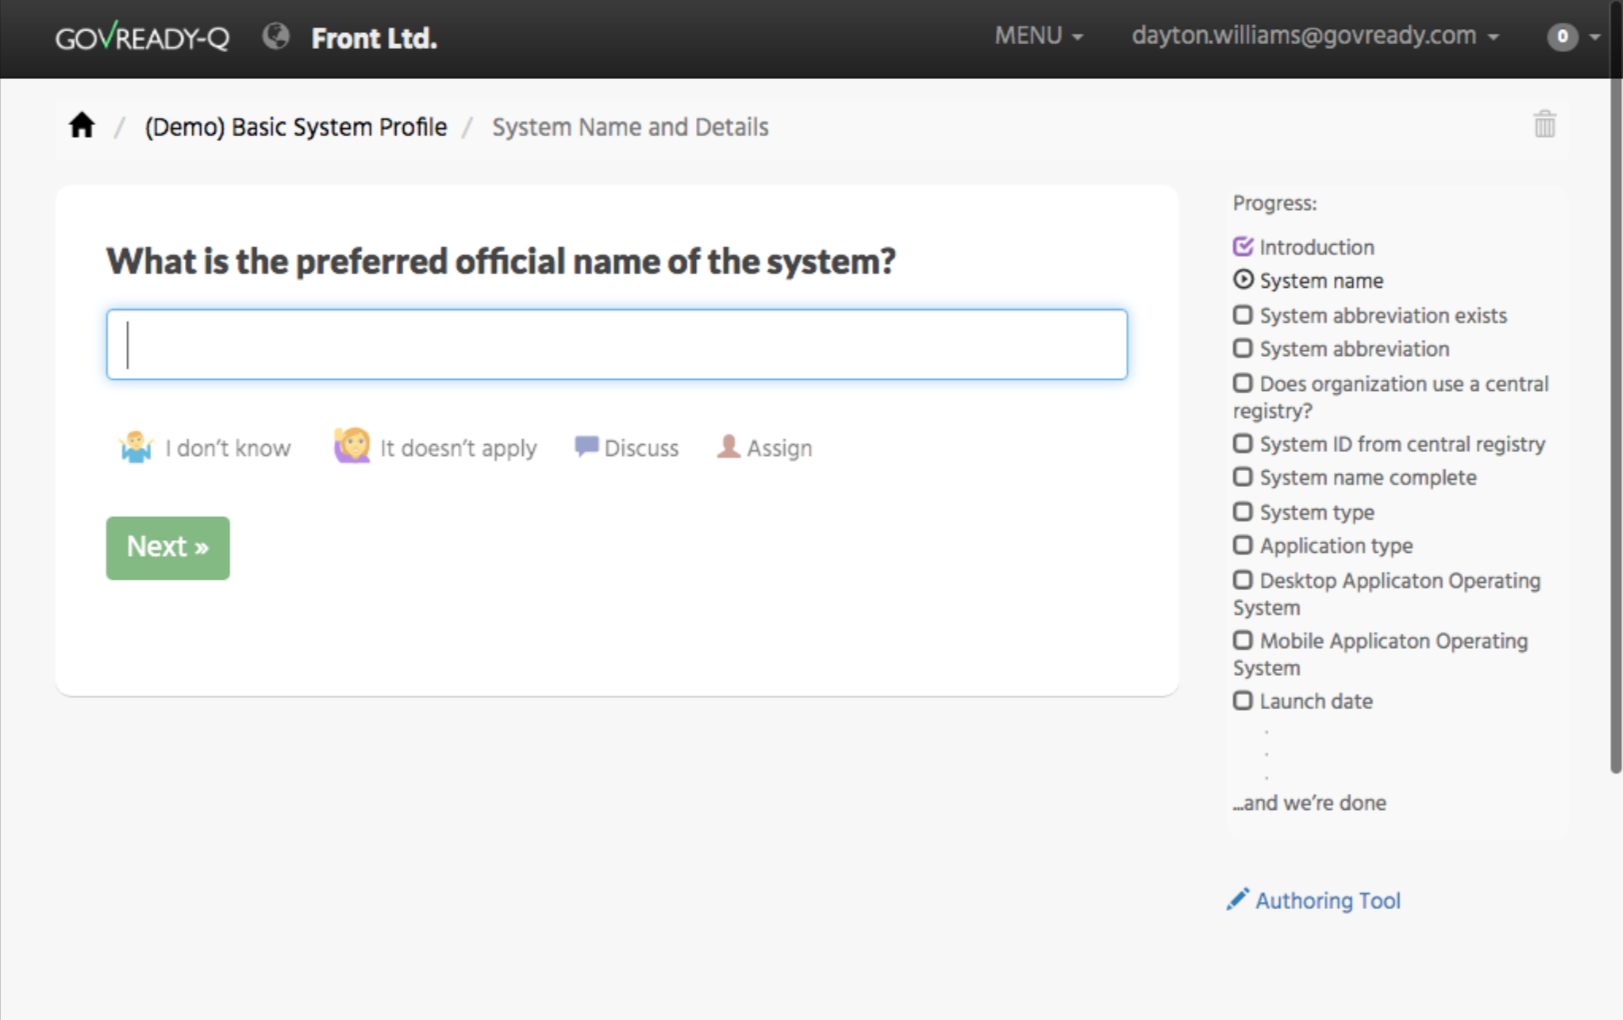 GOVREADY-Q Front Ltd. MENU dayton.williams@govready.com 0
/ (Demo) Basic System Profile / System Name and Details
What is the preferred official name of the system?
I don't know It doesn't apply Discuss Assign
Next »
Progress:
Introduction
System name
System abbreviation exists
System abbreviation
Does organization use a central
registry?
System ID from central registry
System name complete
System type
Application type
Desktop Applicaton Operating
System
Mobile Applicaton Operating
System
Launch date
.
.
.
...and we're done
Authoring Tool